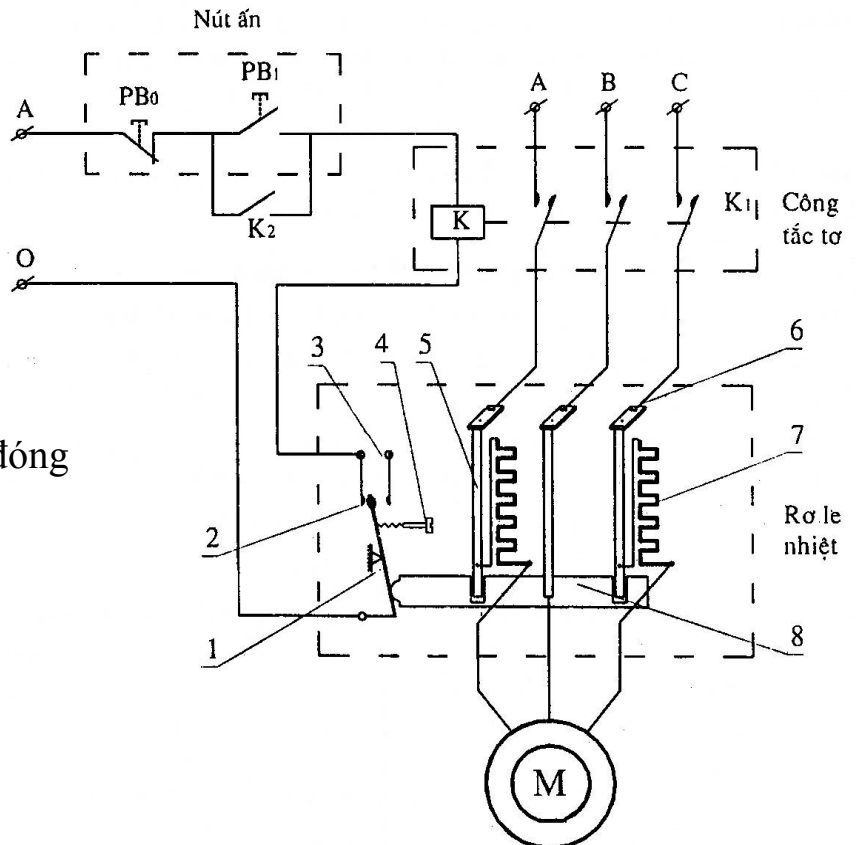 Nút ấn
PB0
PB1
A
K2
O
A
B
C
K
K1
Công
tắc tơ
3
4
5
6
7
đóng
2
Rơ le
nhiệt
1
8
M